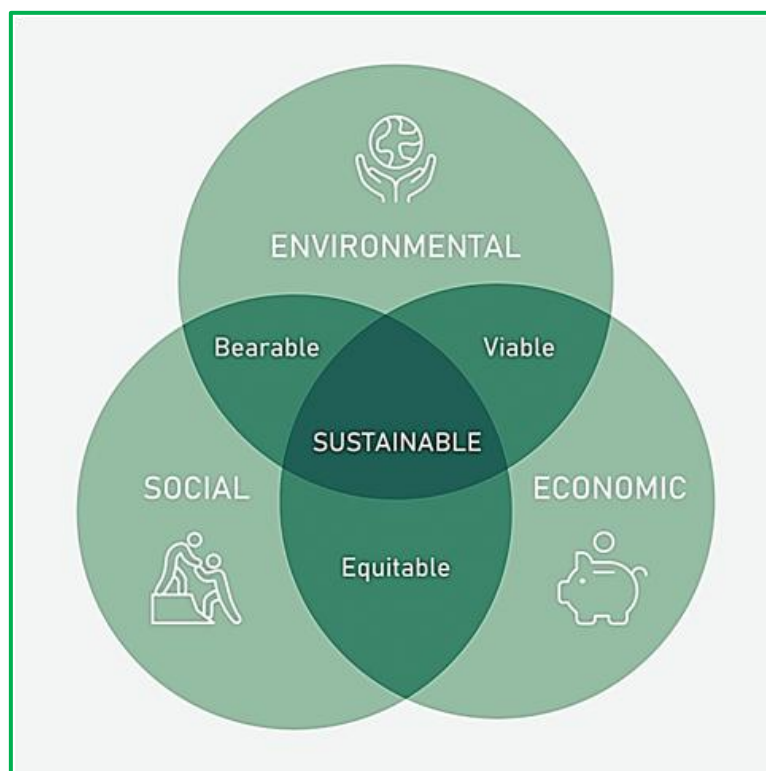 ENVIRONMENTAL
Bearable
Viable
SUSTAINABLE
SOCIAL
ECONOMIC
Equitable